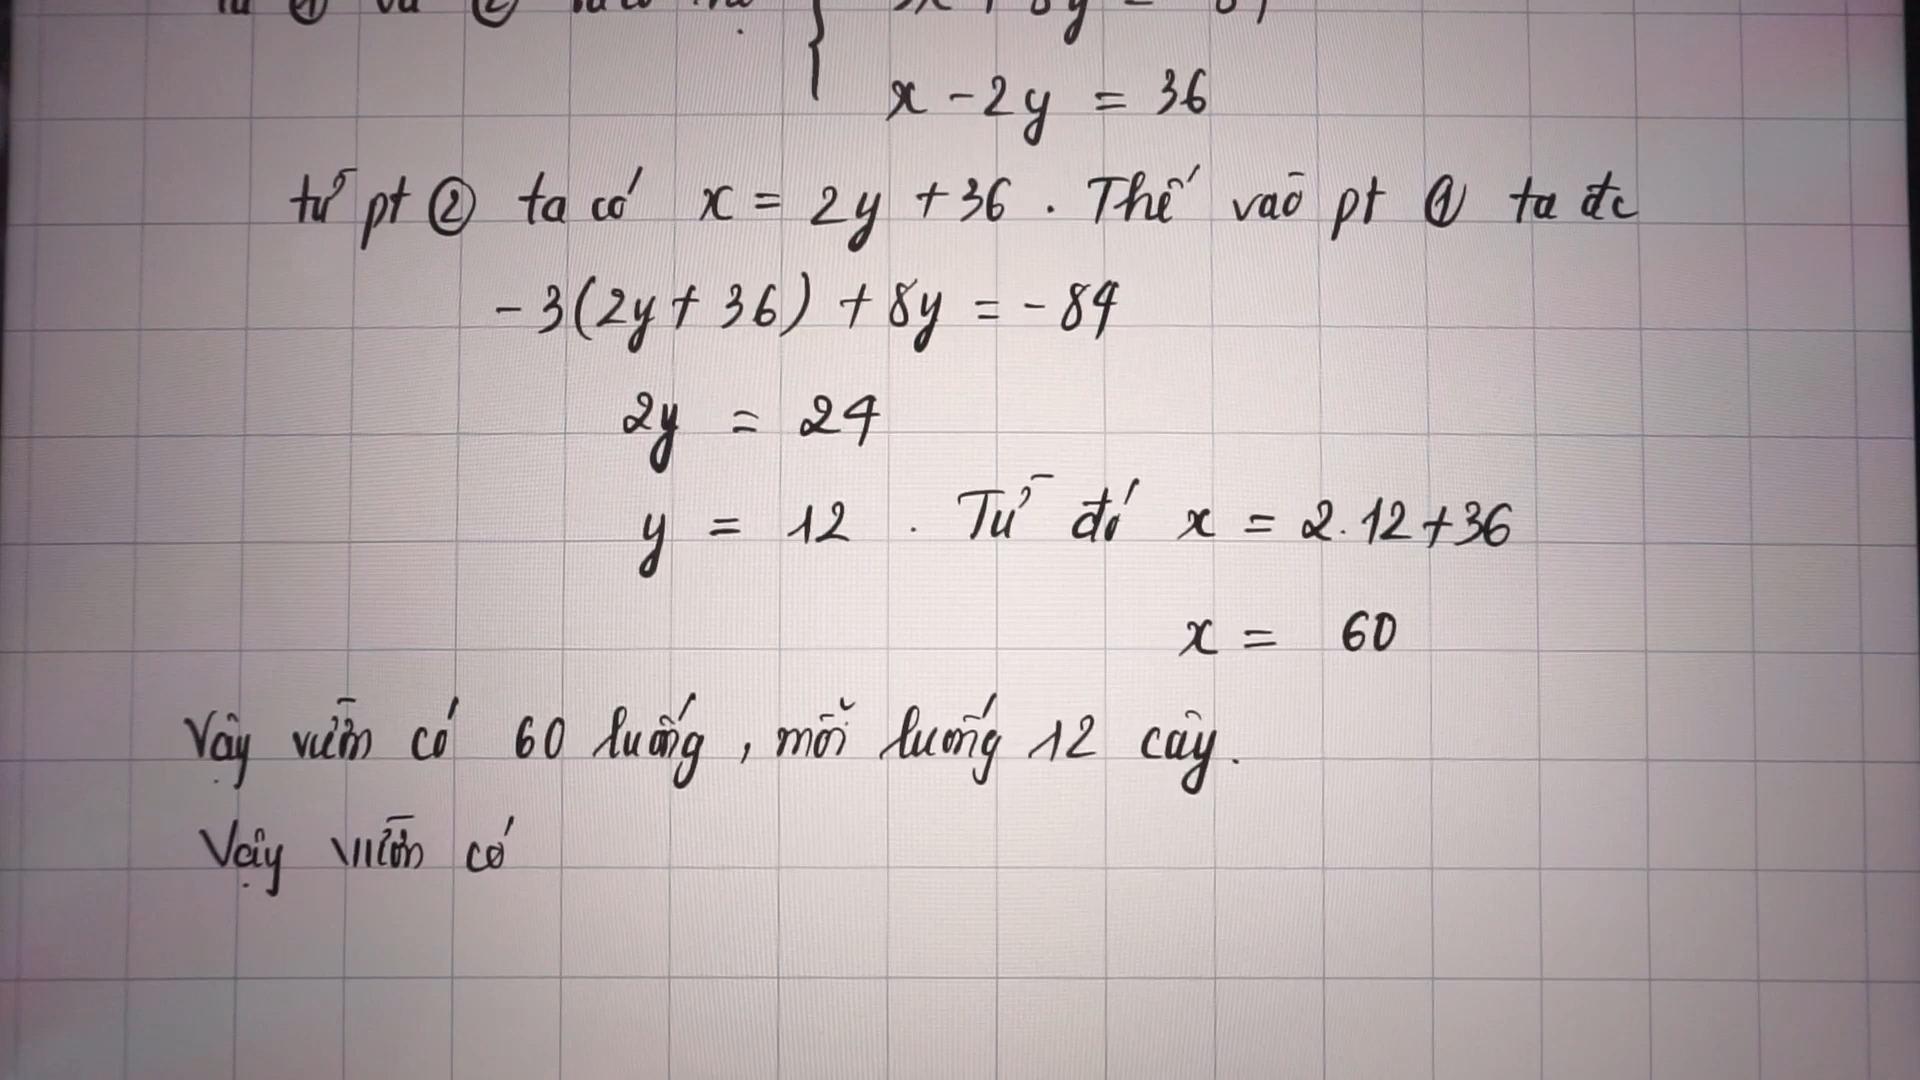 x - 2y = 36
từ pt ② ta có x = 2y + 36 . Thế vào pt ① ta đc
- 3(2y + 36) + 8y = - 84
2y = 24
y = 12 . Từ đó x = 2.12 + 36
x = 60
Vậy vườn có 60 luống, mỗi luống 12 cây.
Vậy vườn có